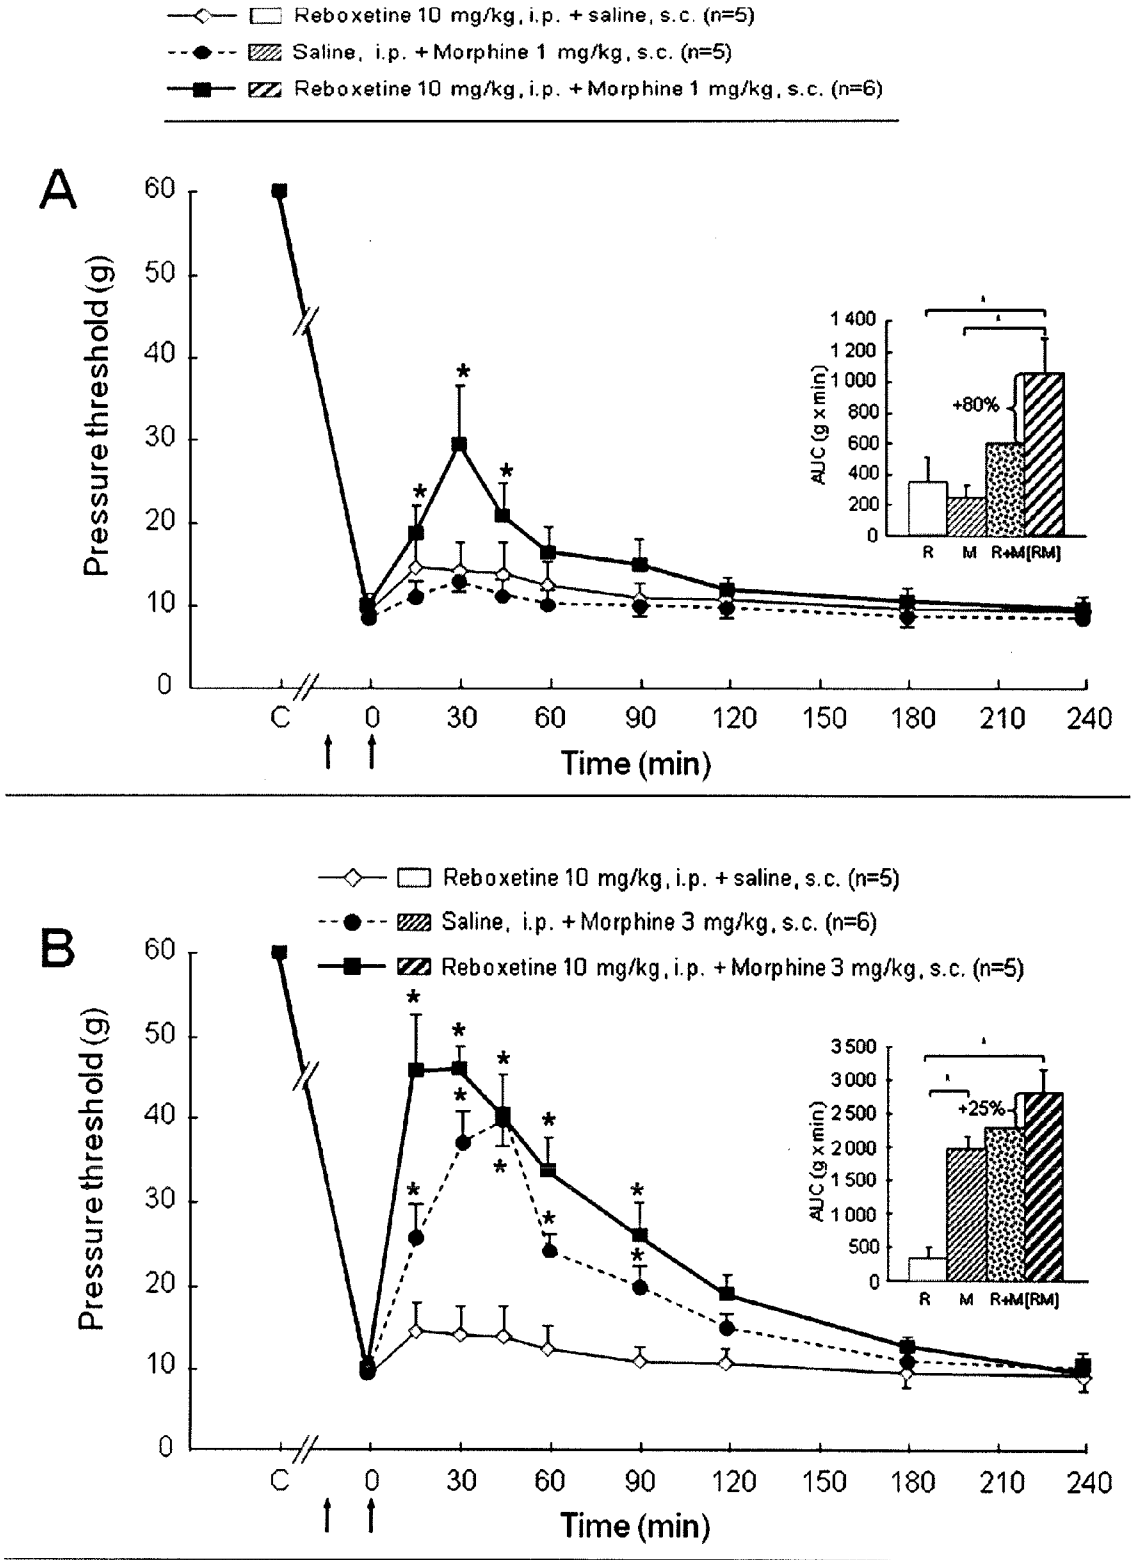 Reboxetine 10 mg/kg, i.p. + saline, s.c. (n=5)
Saline, i.p. + Morphine 1 mg/kg, s.c. (n=5)
Reboxetine 10 mg/kg, i.p. + Morphine 1 mg/kg, s.c. (n=6)
A
Pressure threshold (g)
60
50
40
30
20
10
0
*
*
*
C 0 30 60 90 120 150 180 210 240
Time (min)
AUC (g x min)
1 400
1 200
1 000
800
600
400
200
0
+80%
R M R+M [RM]
Reboxetine 10 mg/kg, i.p. + saline, s.c. (n=5)
Saline, i.p. + Morphine 3 mg/kg, s.c. (n=6)
Reboxetine 10 mg/kg, i.p. + Morphine 3 mg/kg, s.c. (n=5)
B
Pressure threshold (g)
60
50
40
30
20
10
0
*
*
*
*
*
*
*
*
*
*
C 0 30 60 90 120 150 180 210 240
Time (min)
AUC (g x min)
3 500
3 000
2 500
2 000
1 500
1 000
500
0
+25%
R M R+M [RM]